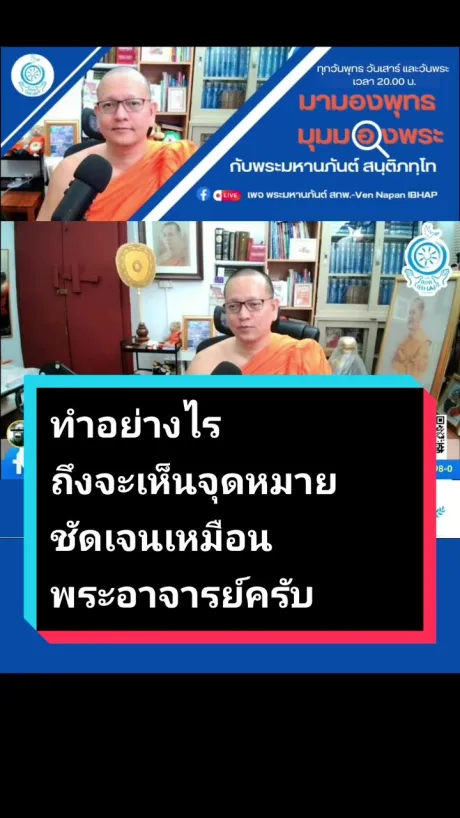 ทุกวันพุทธ วันเสาร์ และวันพระ
เวลา 20.00 น.
มามองพุทธ
มุมมองพระ
กับพระมหานภันต์ สนฺติภทฺโท
LIVE เพจ พระมหานภันต์ สภพ.-Ven Napan IBHAP
ทำอย่างไร
ถึงจะเห็นจุดหมาย
ชัดเจนเหมือน
พระอาจารย์ครับ
98-0